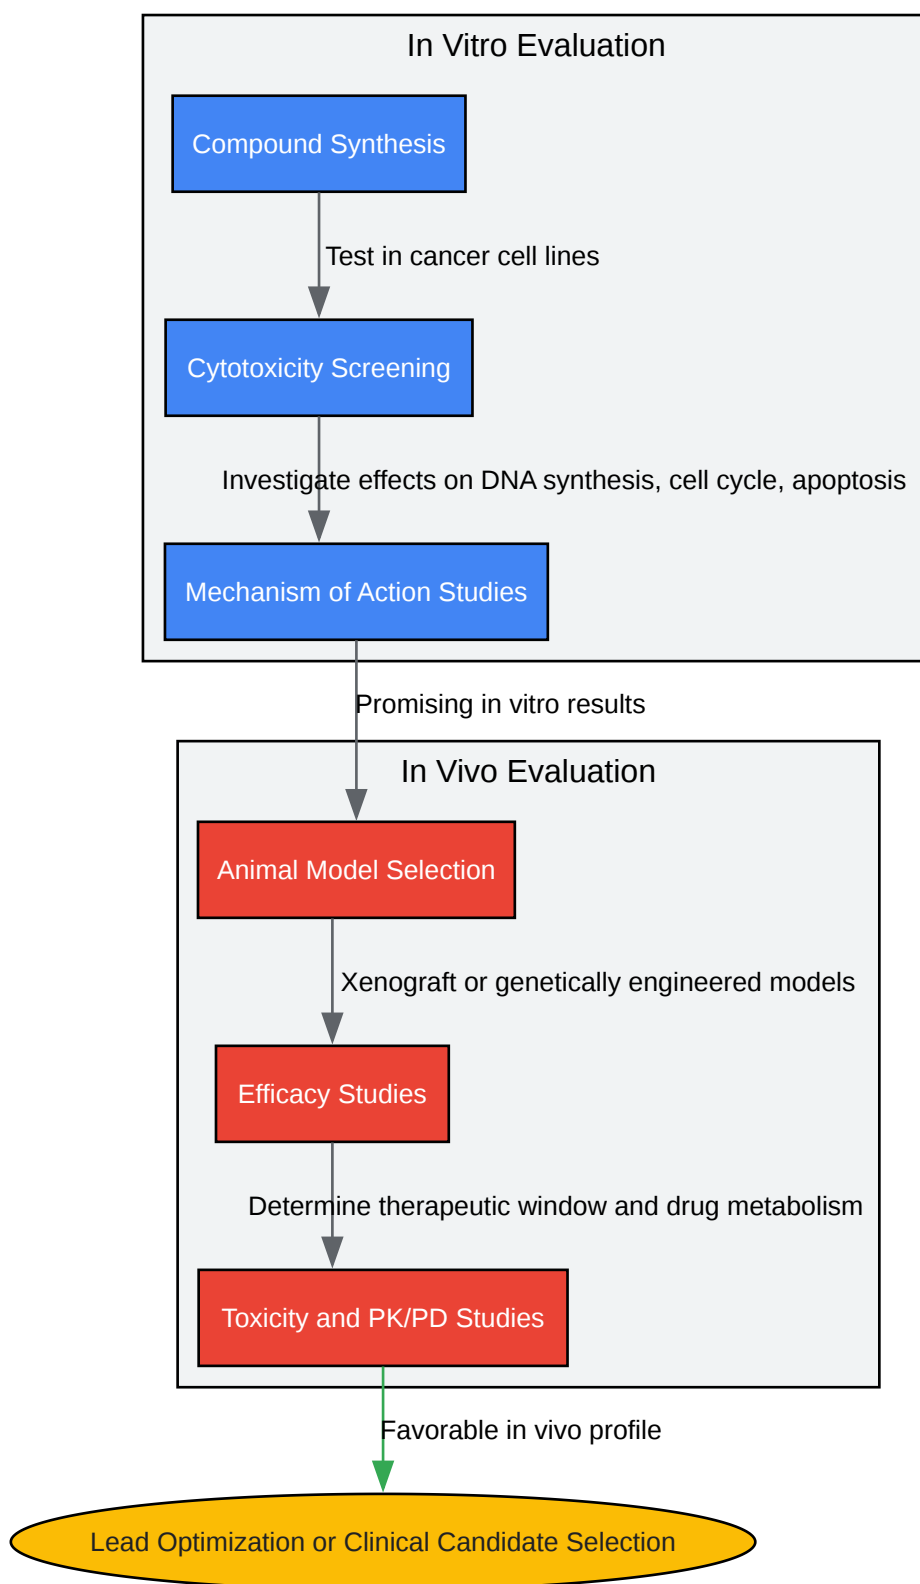 In Vitro Evaluation
Compound Synthesis
Test in cancer cell lines
Cytotoxicity Screening
Investigate effects on DNA synthesis, cell cycle, apoptosis
Mechanism of Action Studies
Promising in vitro results
In Vivo Evaluation
Animal Model Selection
Xenograft or genetically engineered models
Efficacy Studies
Determine therapeutic window and drug metabolism
Toxicity and PK/PD Studies
Favorable in vivo profile
Lead Optimization or Clinical Candidate Selection